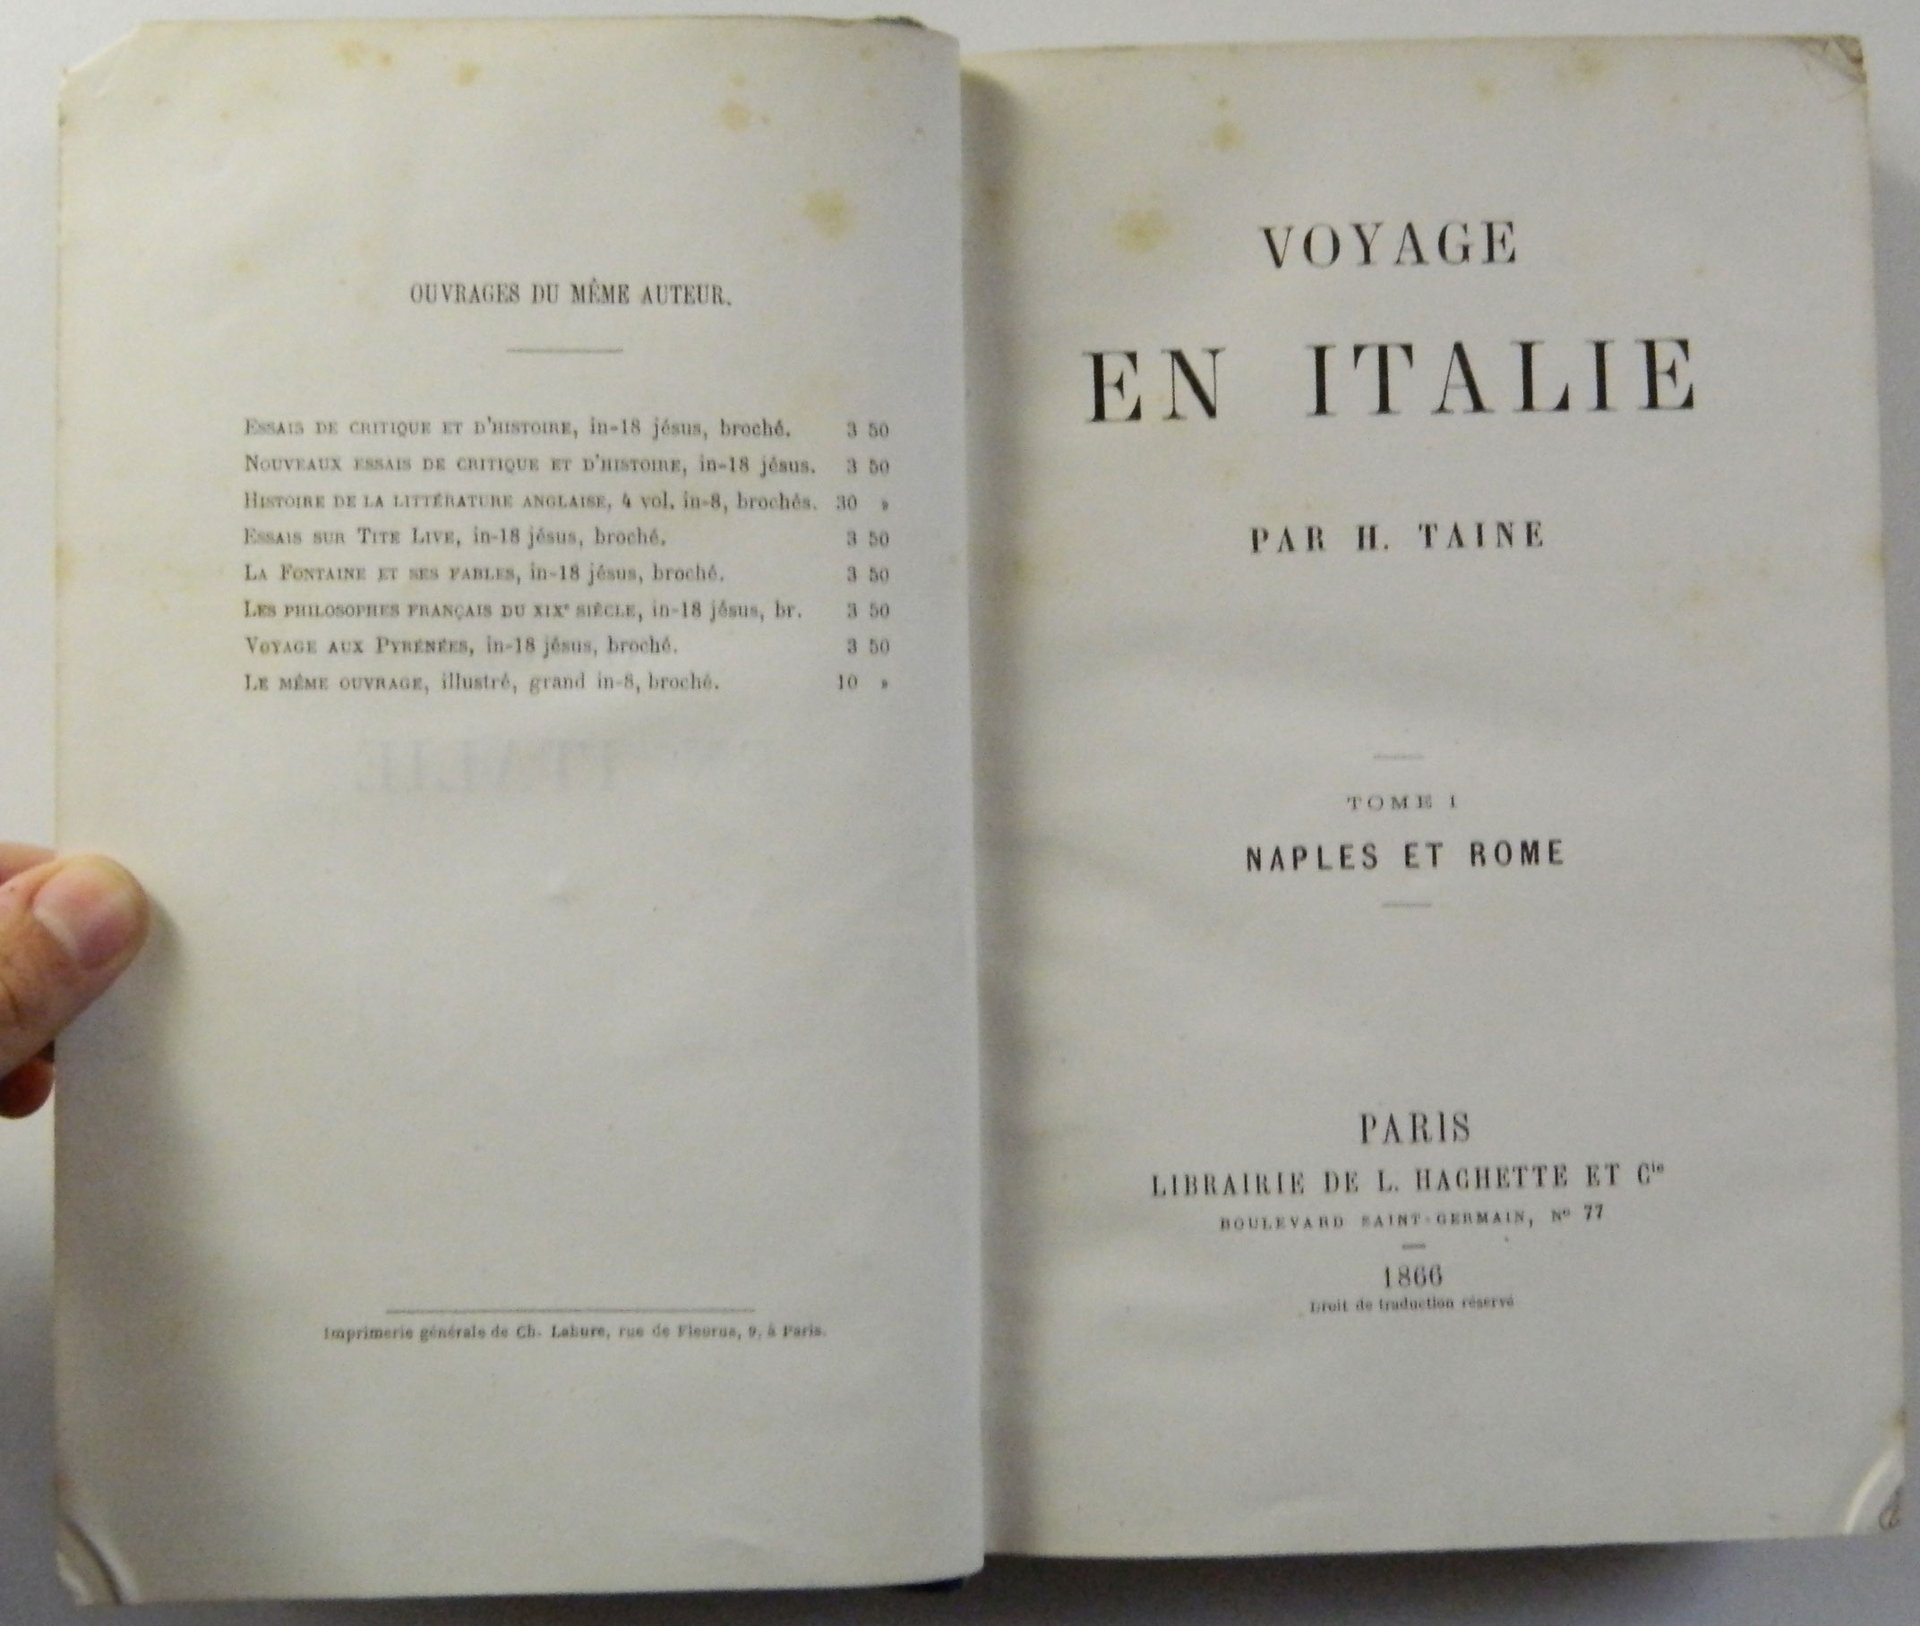 OUVRAGES DU MÊME AUTEUR.
ESSAIS DE CRITIQUE ET D'HISTOIRE, in-18 jésus, broché. 3 50
NOUVEAUX ESSAIS DE CRITIQUE ET D'HISTOIRE, in-18 jésus. 3 50
HISTOIRE DE LA LITTÉRATURE ANGLAISE, 4 vol. in-8, brochés. 30 »
ESSAIS SUR TITE LIVE, in-18 jésus, broché. 3 50
LA FONTAINE ET SES FABLES, in-18 jésus, broché. 3 50
LES PHILOSOPHES FRANÇAIS DU XIXe SIÈCLE, in-18 jésus, br. 3 50
VOYAGE AUX PYRÉNÉES, in-18 jésus, broché. 3 50
LE MÊME OUVRAGE, illustré, grand in-8, broché. 10 »
Imprimerie générale de Ch. Lahure, rue de Fleurus, 9, à Paris.
VOYAGE
EN ITALIE
PAR H. TAINE
TOME I
NAPLES ET ROME
PARIS
LIBRAIRIE DE L. HACHETTE ET Cie
BOULEVARD SAINT-GERMAIN, No 77
1866
Droit de traduction réservé